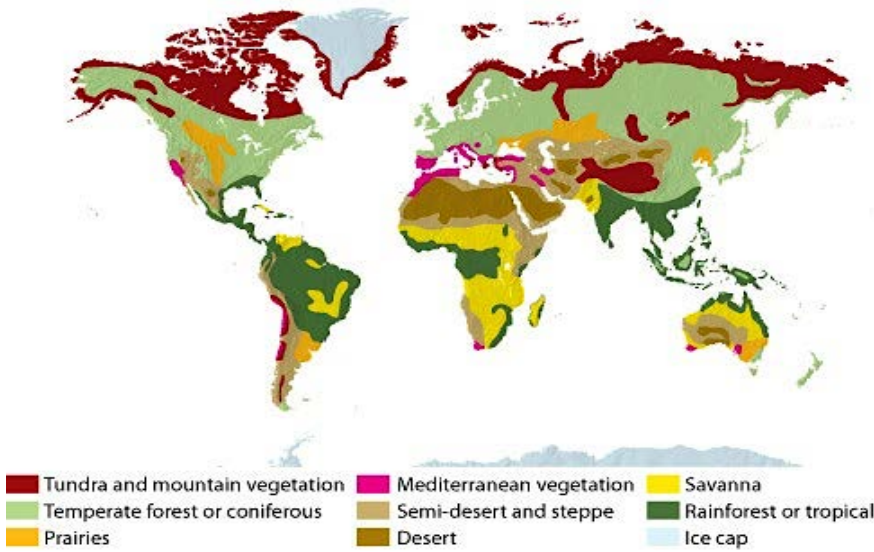 Tundra and mountain vegetation
Mediterranean vegetation
Savanna
Temperate forest or coniferous
Semi-desert and steppe
Rainforest or tropical
Prairies
Desert
Ice cap